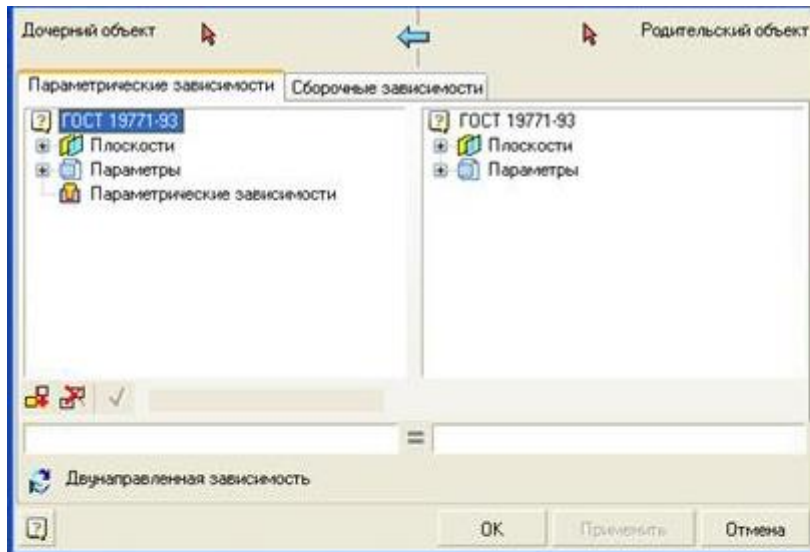 Дочерний объект Родительский объект
Параметрические зависимости Сборочные зависимости
ГОСТ 19771-93
Плоскости
Параметры
Параметрические зависимости
ГОСТ 19771-93
Плоскости
Параметры
=
Двунаправленная зависимость
OK Применить Отмена